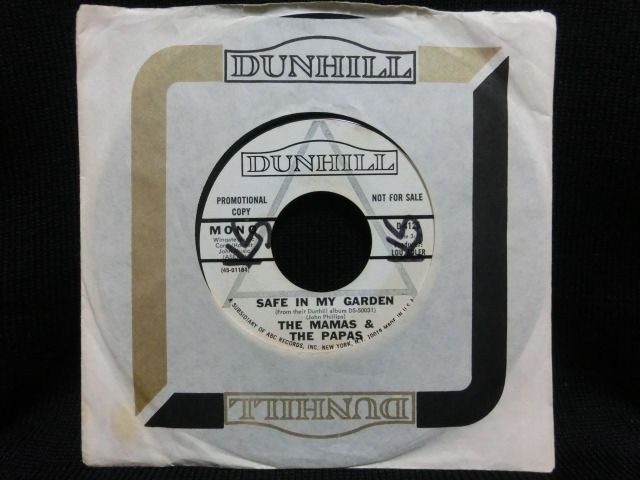 DUNHILL
DUNHILL
PROMOTIONAL
COPY
NOT FOR SALE
MONO
(45-01184)
SAFE IN MY GARDEN
(From their Dunhill album DS-50031)
(John Phillips)
THE MAMAS &
THE PAPAS
A SUBSIDIARY OF ABC RECORDS, INC. NEW YORK, N.Y. 10019 MADE IN U.S.A.
DUNHILL